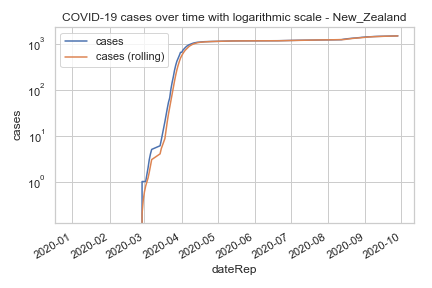 COVID-19 cases over time with logarithmic scale - New_Zealand
cases
cases (rolling)
10³
10²
10¹
10⁰
cases
2020-01
2020-02
2020-03
2020-04
2020-05
2020-06
2020-07
2020-08
2020-09
2020-10
dateRep